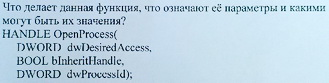 Что делает данная функция, что означают её параметры и какими
могут быть их значения?
HANDLE OpenProcess(
DWORD dwDesiredAccess,
BOOL bInheritHandle,
DWORD dwProcssId);